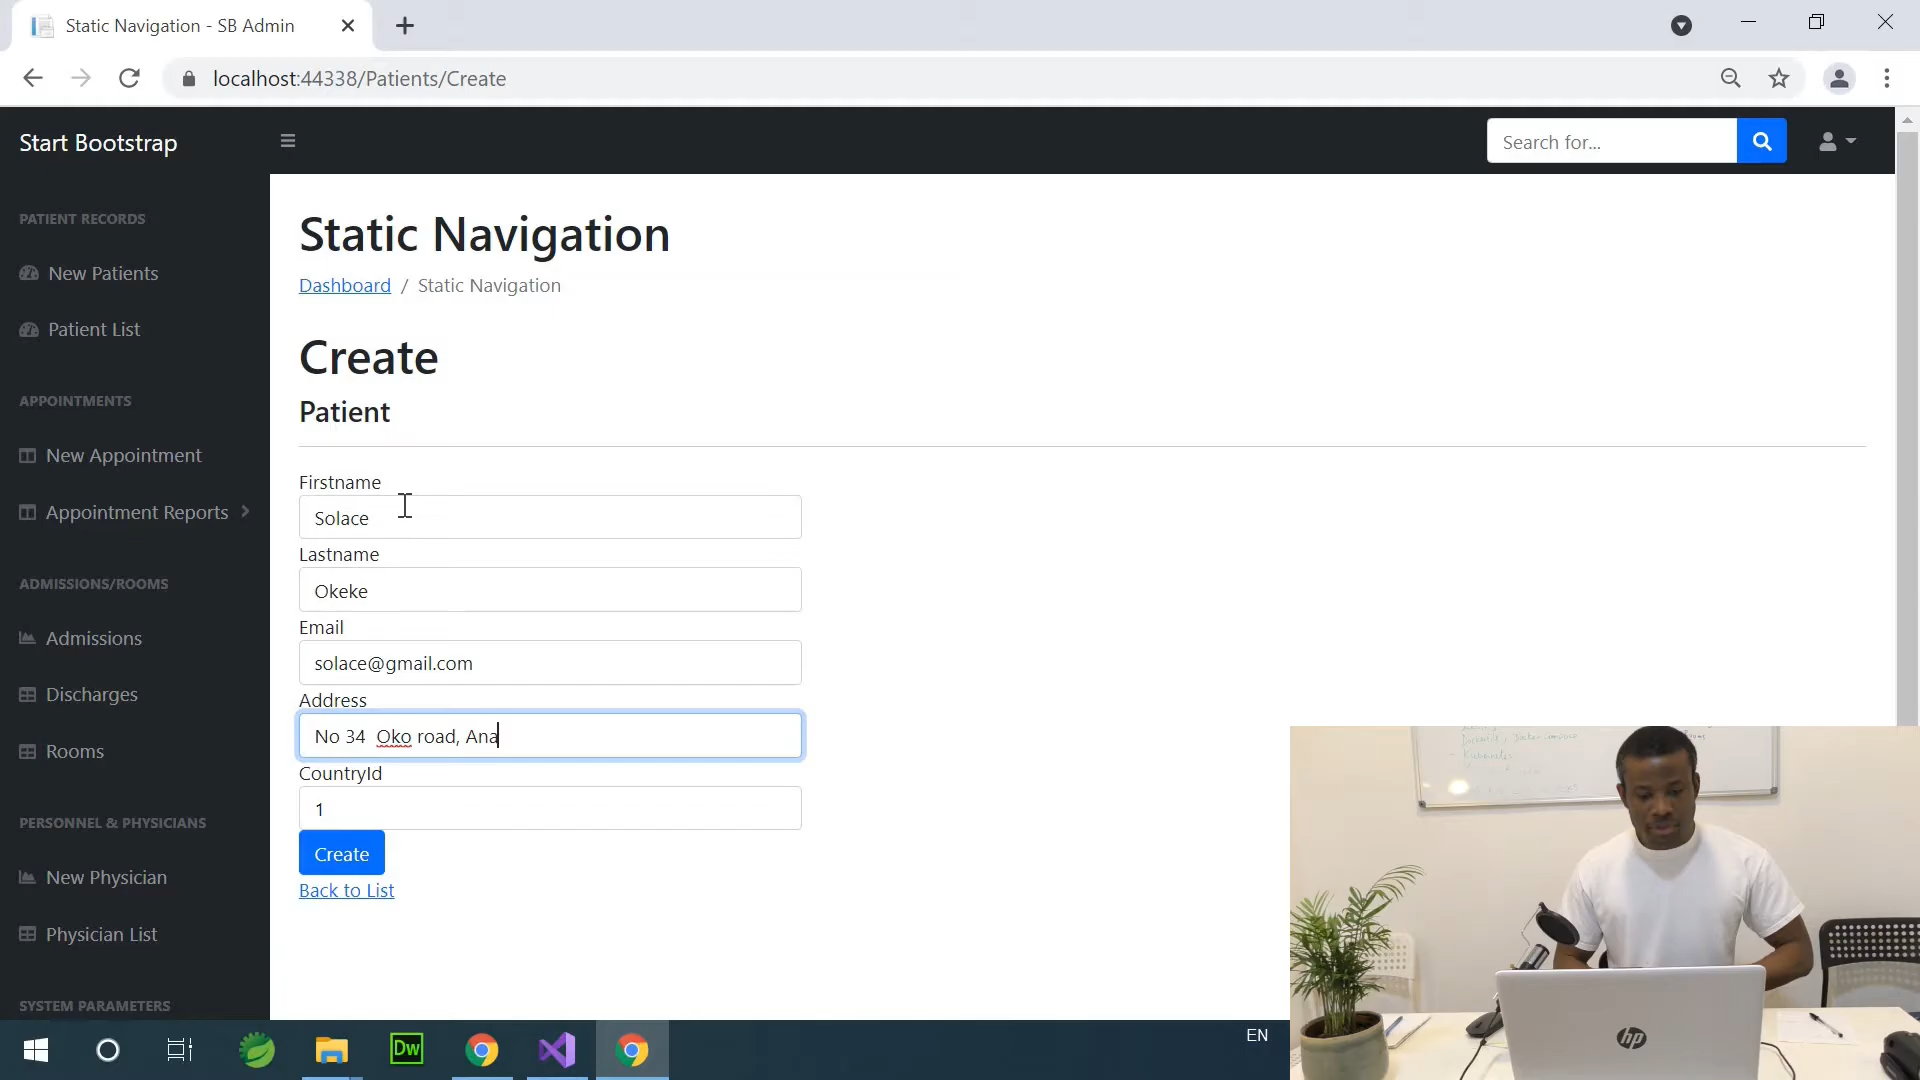 Static Navigation - SB Admin
localhost:44338/Patients/Create
Start Bootstrap
Search for...
PATIENT RECORDS
New Patients
Patient List
APPOINTMENTS
New Appointment
Appointment Reports
ADMISSIONS/ROOMS
Admissions
Discharges
Rooms
PERSONNEL & PHYSICIANS
New Physician
Physician List
SYSTEM PARAMETERS
Static Navigation
Dashboard / Static Navigation
Create
Patient
Firstname
Solace
Lastname
Okeke
Email
solace@gmail.com
Address
No 34  Oko road, Ana
CountryId
1
Create
Back to List
Dw
EN
hp